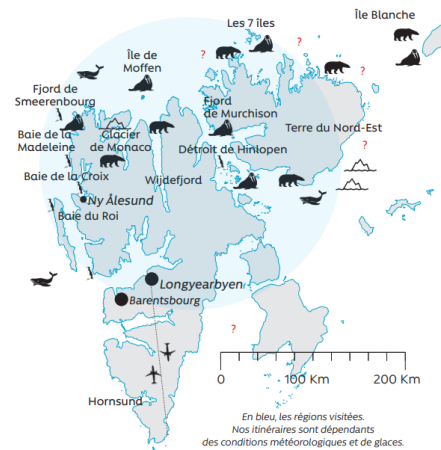 Les 7 îles
Île Blanche
?
?
?
Île de
Moffen
Fjord de
Smeerenbourg
Fjord
de Murchison
Baie de la
Madeleine
Glacier
de Monaco
Terre du Nord-Est
Détroit de Hinlopen
?
Baie de la Croix
Wijdefjord
Ny Ålesund
Baie du Roi
Longyearbyen
Barentsbourg
?
0
100 Km
200 Km
Hornsund
En bleu, les régions visitées.
Nos itinéraires sont dépendants
des conditions météorologiques et de glaces.